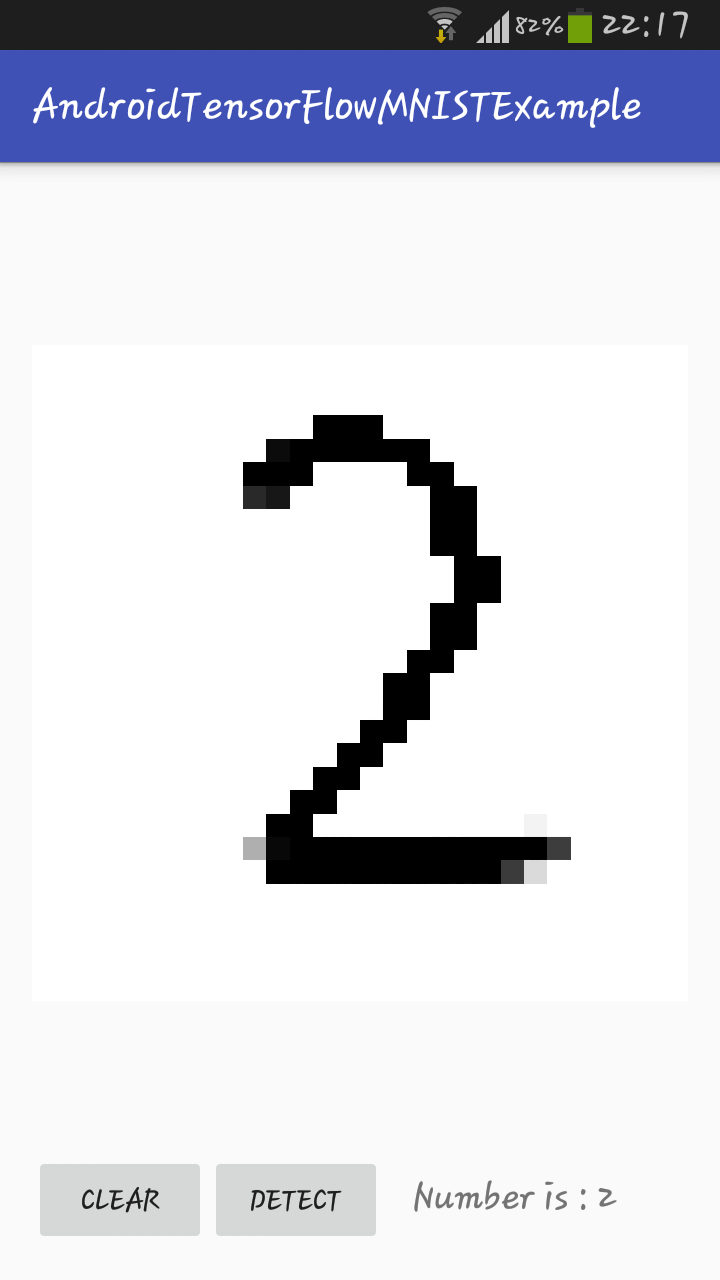 82% 22:17
AndroidTensorFlowMNISTExample
2
CLEAR DETECT Number is : 2